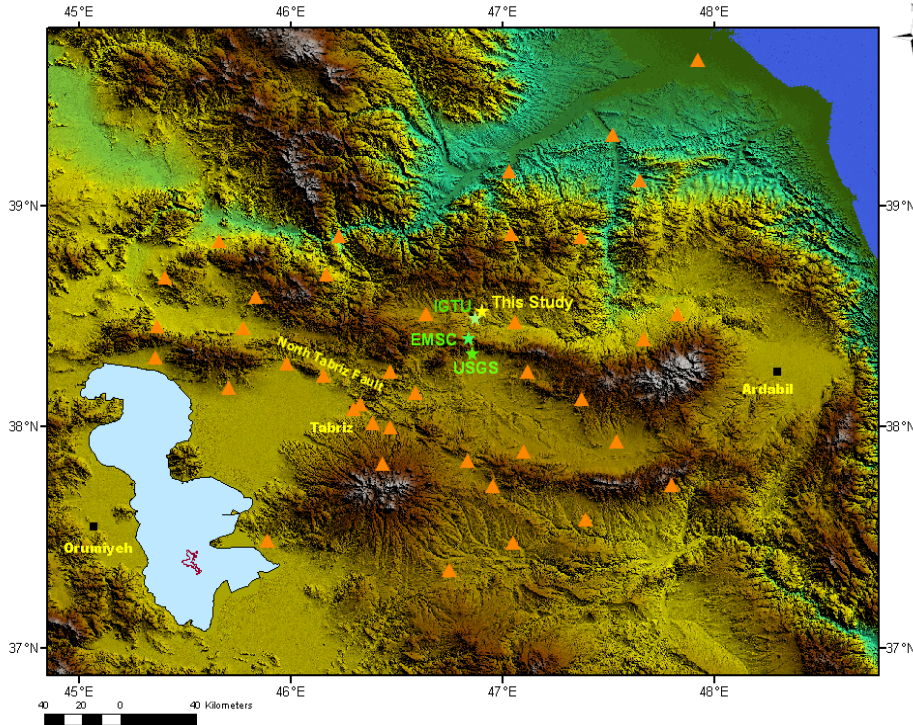 45°E 46°E 47°E 48°E
39°N 39°N
IGTU This Study
EMSC
USGS
North Tabriz Fault
Ardabil
38°N 38°N
Tabriz
Orumiyeh
37°N 37°N
45°E 46°E 47°E 48°E
40 20 0 40 Kilometers